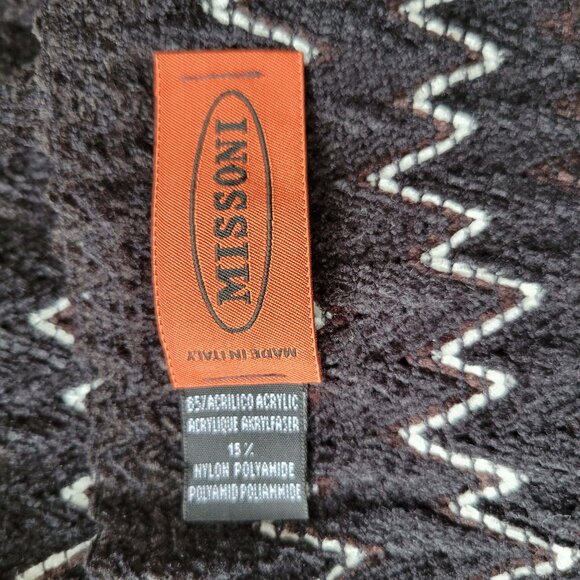 MISSONI
MADE IN ITALY
85% ACRILICO ACRYLIC
ACRYLIQUE AKRYLFASER
15 %
NYLON POLYAMIDE
POLYAMID POLIAMMIDE